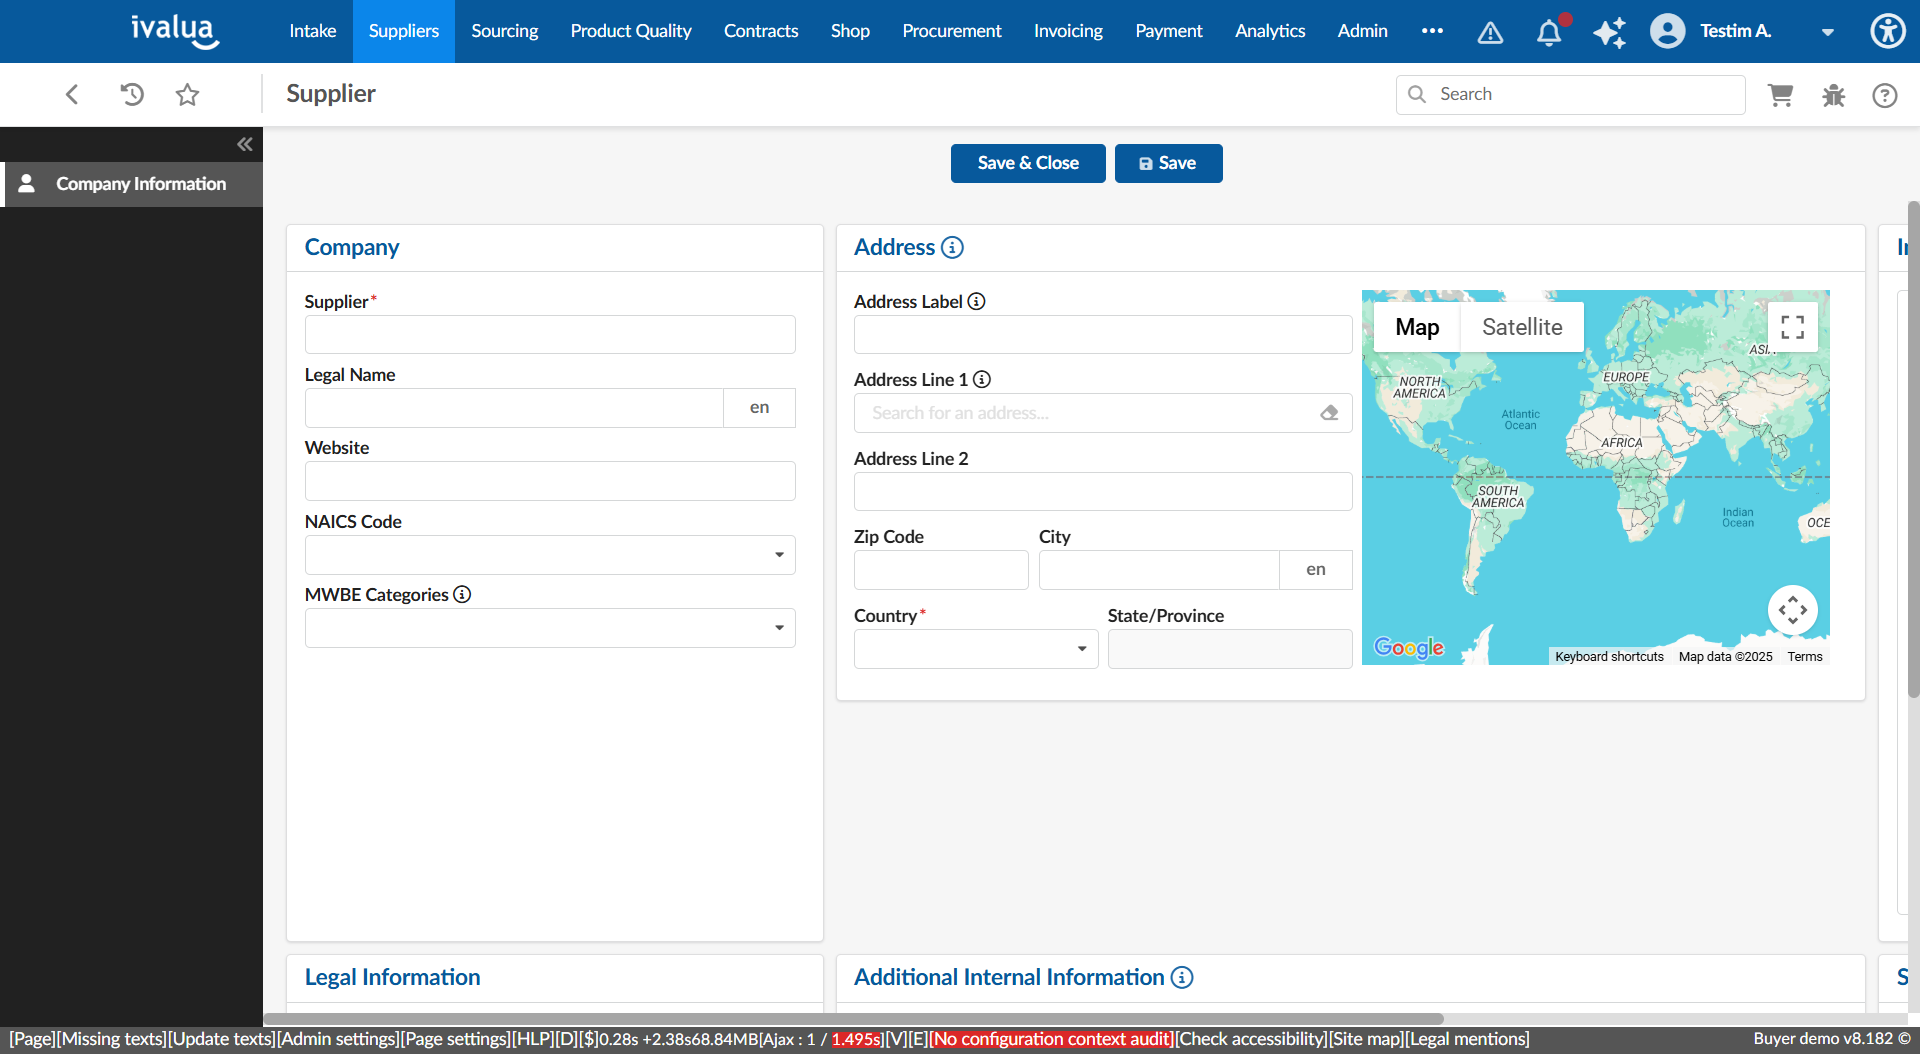 ivalua
Intake Suppliers Sourcing Product Quality Contracts Shop Procurement Invoicing Payment Analytics Admin ••• Testim A.
Supplier
Search
Company Information
Save & Close Save
Company
Supplier*
Legal Name
en
Website
NAICS Code
MWBE Categories
Address
Address Label
Address Line 1
Search for an address...
Address Line 2
Zip Code City
en
Country* State/Province
Map Satellite
NORTH AMERICA
EUROPE
Atlantic Ocean
AFRICA
SOUTH AMERICA
Indian Ocean
OCE
Google
Keyboard shortcuts Map data ©2025 Terms
Legal Information
Additional Internal Information
S
[Page][Missing texts][Update texts][Admin settings][Page settings][HLP][D][$]0.28s +2.38s68.84MB[Ajax : 1 / 1.495s][V][E][No configuration context audit][Check accessibility][Site map][Legal mentions] Buyer demo v8.182 ©